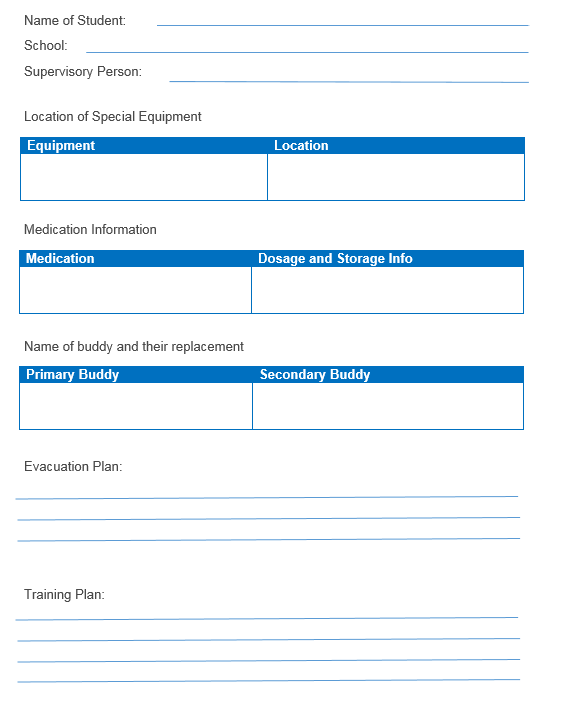 Name of Student:
School:
Supervisory Person:
Location of Special Equipment
Equipment Location
Medication Information
Medication Dosage and Storage Info
Name of buddy and their replacement
Primary Buddy Secondary Buddy
Evacuation Plan:
Training Plan: